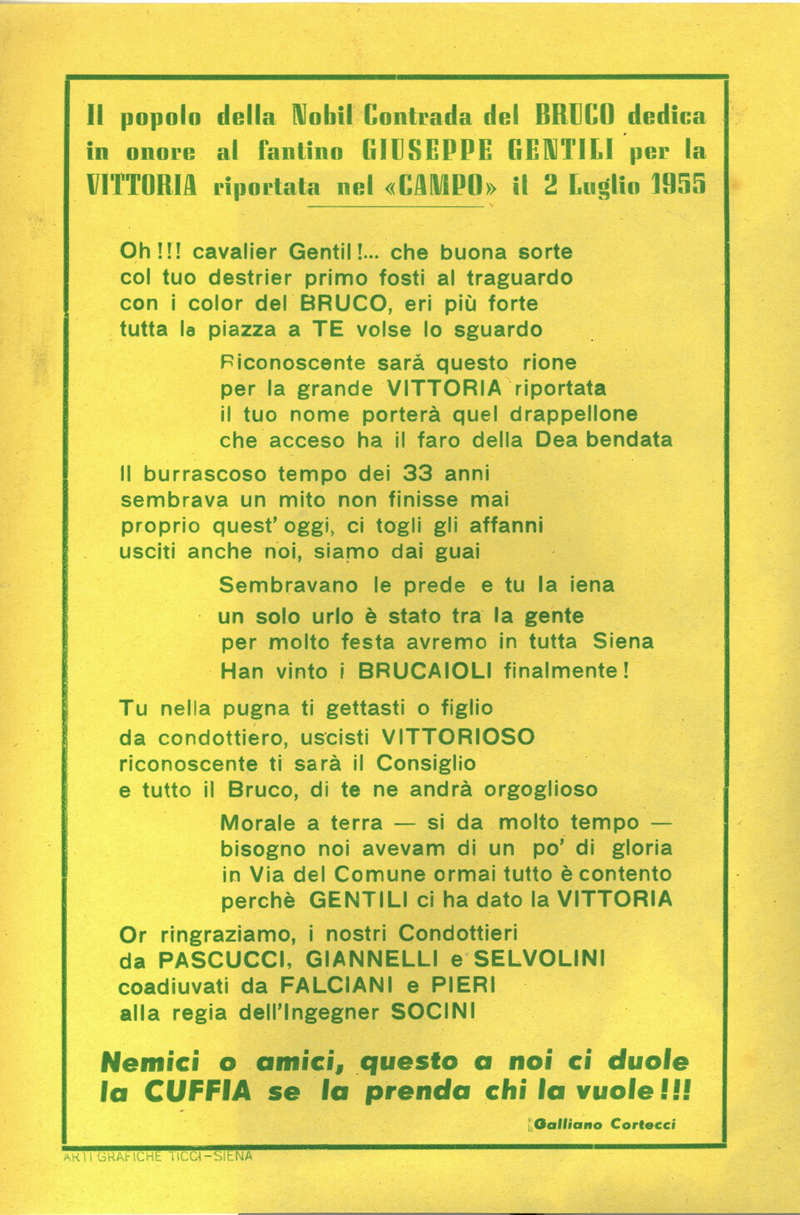 Il popolo della Nobil Contrada del BRUCO dedica
in onore al fantino GIUSEPPE GENTILI per la
VITTORIA riportata nel «CAMPO» il 2 Luglio 1955
Oh!!! cavalier Gentil!... che buona sorte
col tuo destrier primo fosti al traguardo
con i color del BRUCO, eri più forte
tutta la piazza a TE volse lo sguardo
Riconoscente sarà questo rione
per la grande VITTORIA riportata
il tuo nome porterà quel drappellone
che acceso ha il faro della Dea bendata
Il burrascoso tempo dei 33 anni
sembrava un mito non finisse mai
proprio quest' oggi, ci togli gli affanni
usciti anche noi, siamo dai guai
Sembravano le prede e tu la iena
un solo urlo è stato tra la gente
per molto festa avremo in tutta Siena
Han vinto i BRUCAIOLI finalmente!
Tu nella pugna ti gettasti o figlio
da condottiero, uscisti VITTORIOSO
riconoscente ti sarà il Consiglio
e tutto il Bruco, di te ne andrà orgoglioso
Morale a terra — si da molto tempo —
bisogno noi avevam di un po' di gloria
in Via del Comune ormai tutto è contento
perchè GENTILI ci ha dato la VITTORIA
Or ringraziamo, i nostri Condottieri
da PASCUCCI, GIANNELLI e SELVOLINI
coadiuvati da FALCIANI e PIERI
alla regia dell'Ingegner SOCINI
Nemici o amici, questo a noi ci duole
la CUFFIA se la prenda chi la vuole!!!
Galliano Cortecci
ARTI GRAFICHE TICCI-SIENA